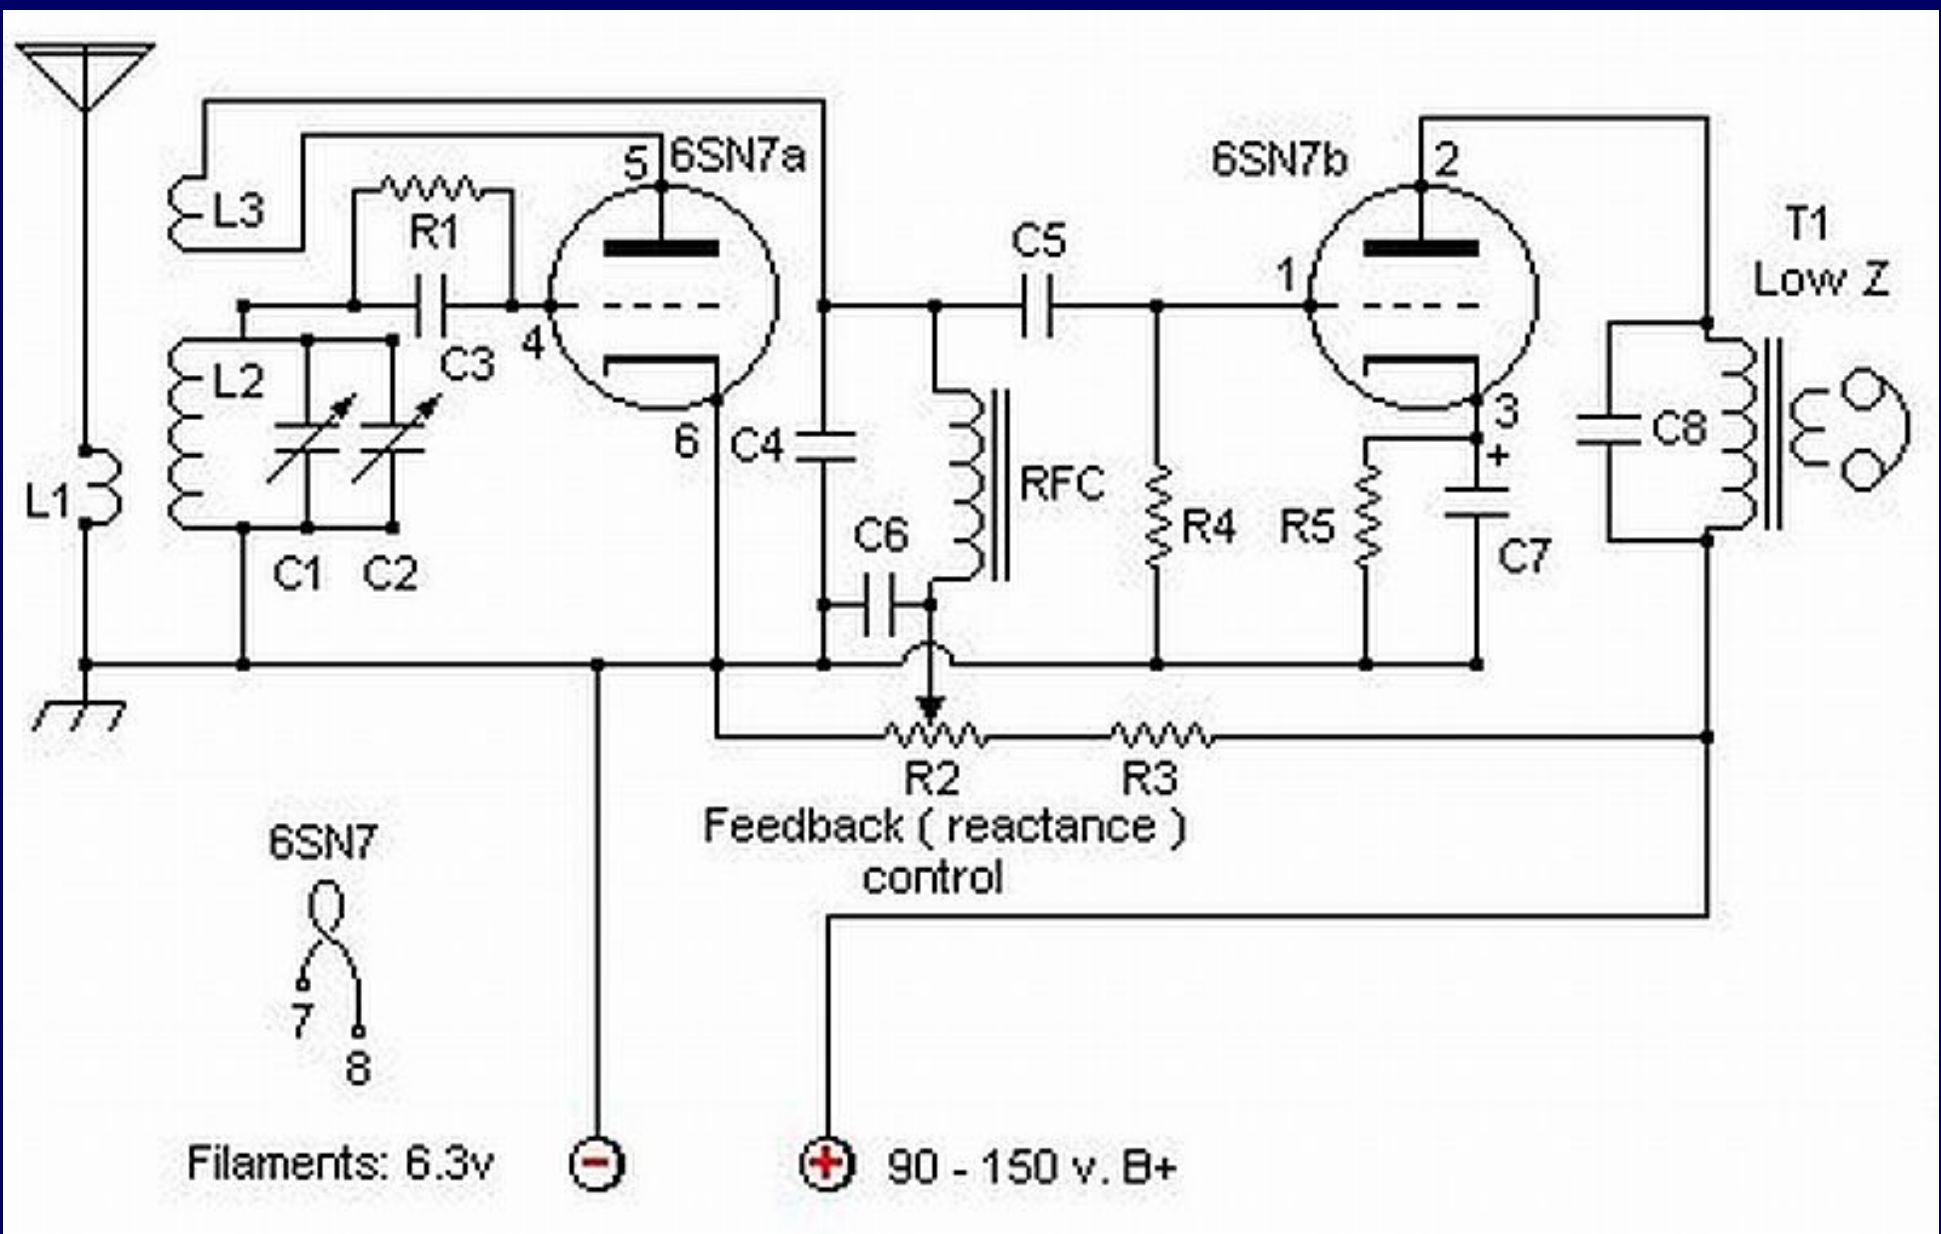 5
6SN7a
6SN7b
2
L3
R1
T1
C5
Low Z
1
4
L2
C3
3
6
C4
+
C8
L1
RFC
R4
R5
C6
C7
C1
C2
R2
R3
6SN7
Feedback ( reactance )
control
7
8
Filaments: 6.3v
-
+
90 - 150 v. B+